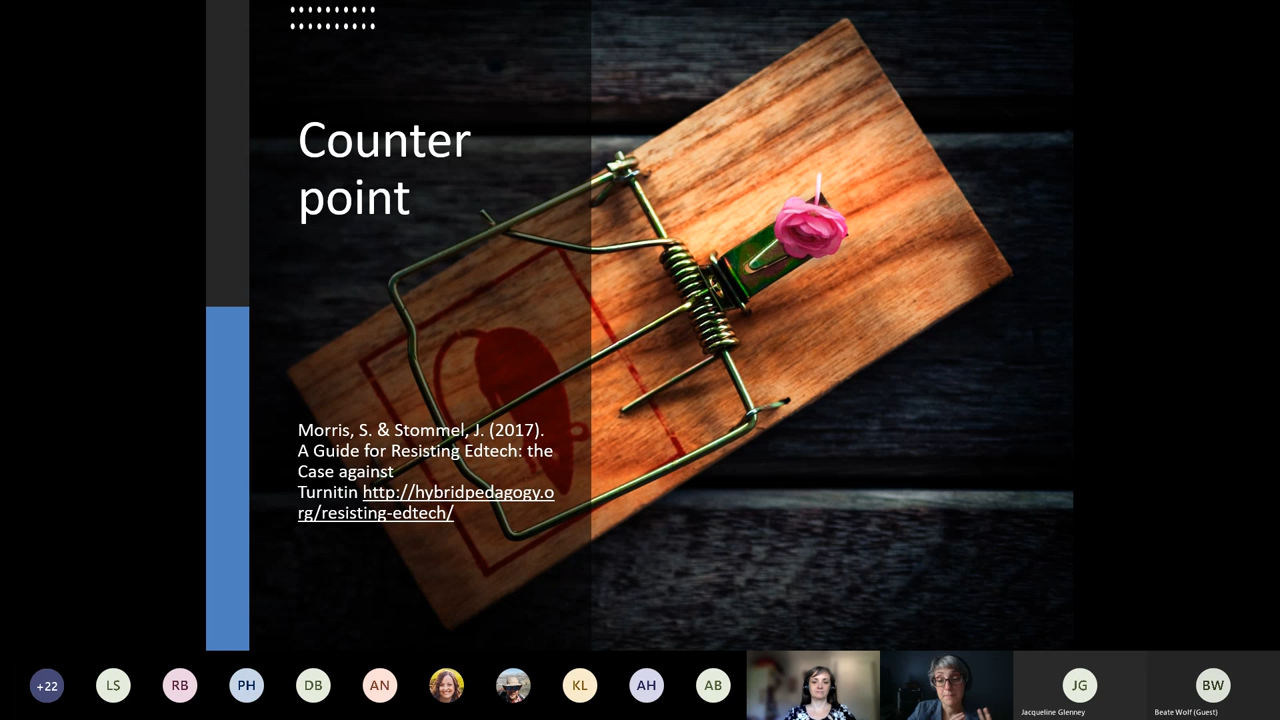 Counter
point
Morris, S. & Stommel, J. (2017).
A Guide for Resisting Edtech: the
Case against
Turnitin http://hybridpedagogy.o
rg/resisting-edtech/
+22
LS
RB
PH
DB
AN
KL
AH
AB
JG
BW
Jacqueline Glenney
Beate Wolf (Guest)